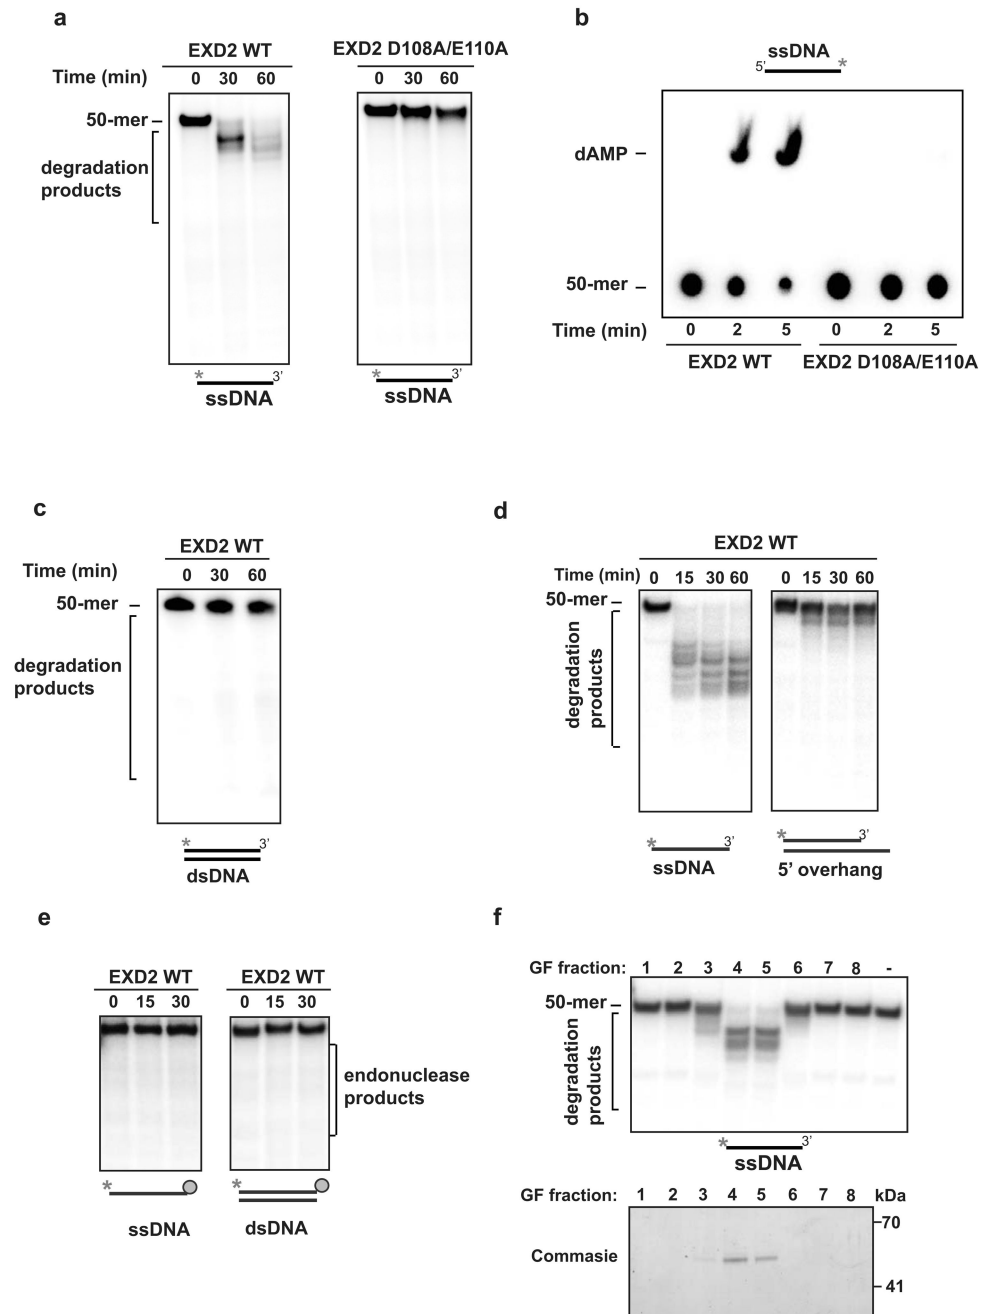 a
EXD2 WT
EXD2 D108A/E110A
Time (min) 0 30 60 0 30 60
50-mer
degradation
products
* 3’
ssDNA
* 3’
ssDNA
b
ssDNA
5’ *
dAMP
50-mer
Time (min) 0 2 5 0 2 5
EXD2 WT EXD2 D108A/E110A
c
EXD2 WT
Time (min) 0 30 60
50-mer
degradation
products
* 3’
dsDNA
d
EXD2 WT
Time (min) 0 15 30 60 0 15 30 60
50-mer
degradation
products
* 3’
ssDNA
* 3’
5’ overhang
e
EXD2 WT EXD2 WT
0 15 30 0 15 30
endonuclease
products
* *
ssDNA dsDNA
f
GF fraction: 1 2 3 4 5 6 7 8 -
50-mer
degradation
products
* 3’
ssDNA
GF fraction: 1 2 3 4 5 6 7 8 kDa
70
Commasie
41